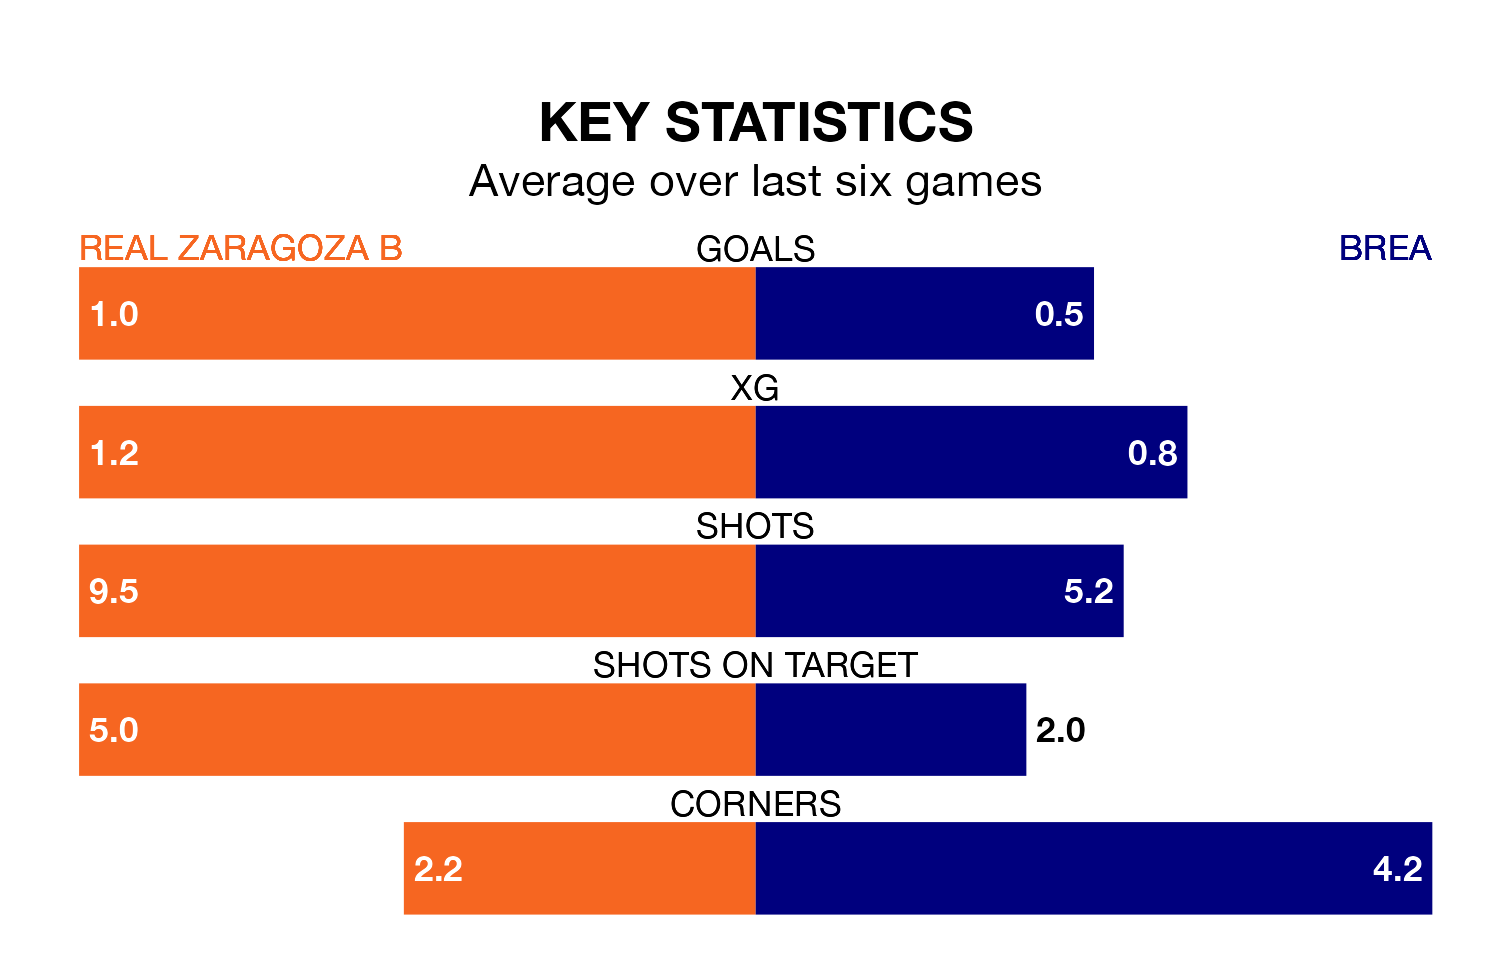 KEY STATISTICS
Average over last six games
REAL ZARAGOZA B GOALS BREA
1.0 0.5
XG
1.2 0.8
SHOTS
9.5 5.2
SHOTS ON TARGET
5.0 2.0
CORNERS
2.2 4.2